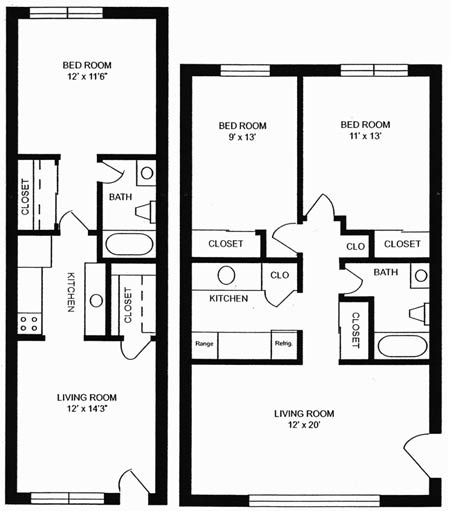 BED ROOM
12' x 11'6"
CLOSET
BATH
KITCHEN
CLOSET
LIVING ROOM
12' x 14'3"
BED ROOM
9' x 13'
BED ROOM
11' x 13'
CLOSET
CLO
CLOSET
CLO
BATH
KITCHEN
CLOSET
Range
Refrig.
LIVING ROOM
12' x 20'